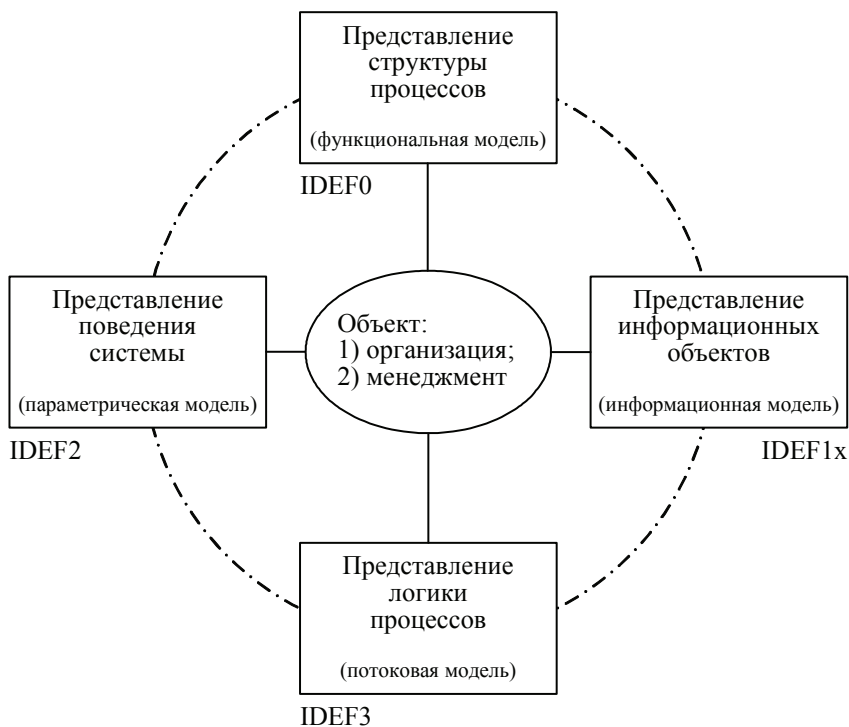 Представление
структуры
процессов
(функциональная модель)
IDEF0
Представление
поведения
системы
(параметрическая модель)
IDEF2
Объект:
1) организация;
2) менеджмент
Представление
информационных
объектов
(информационная модель)
IDEF1x
Представление
логики
процессов
(потоковая модель)
IDEF3